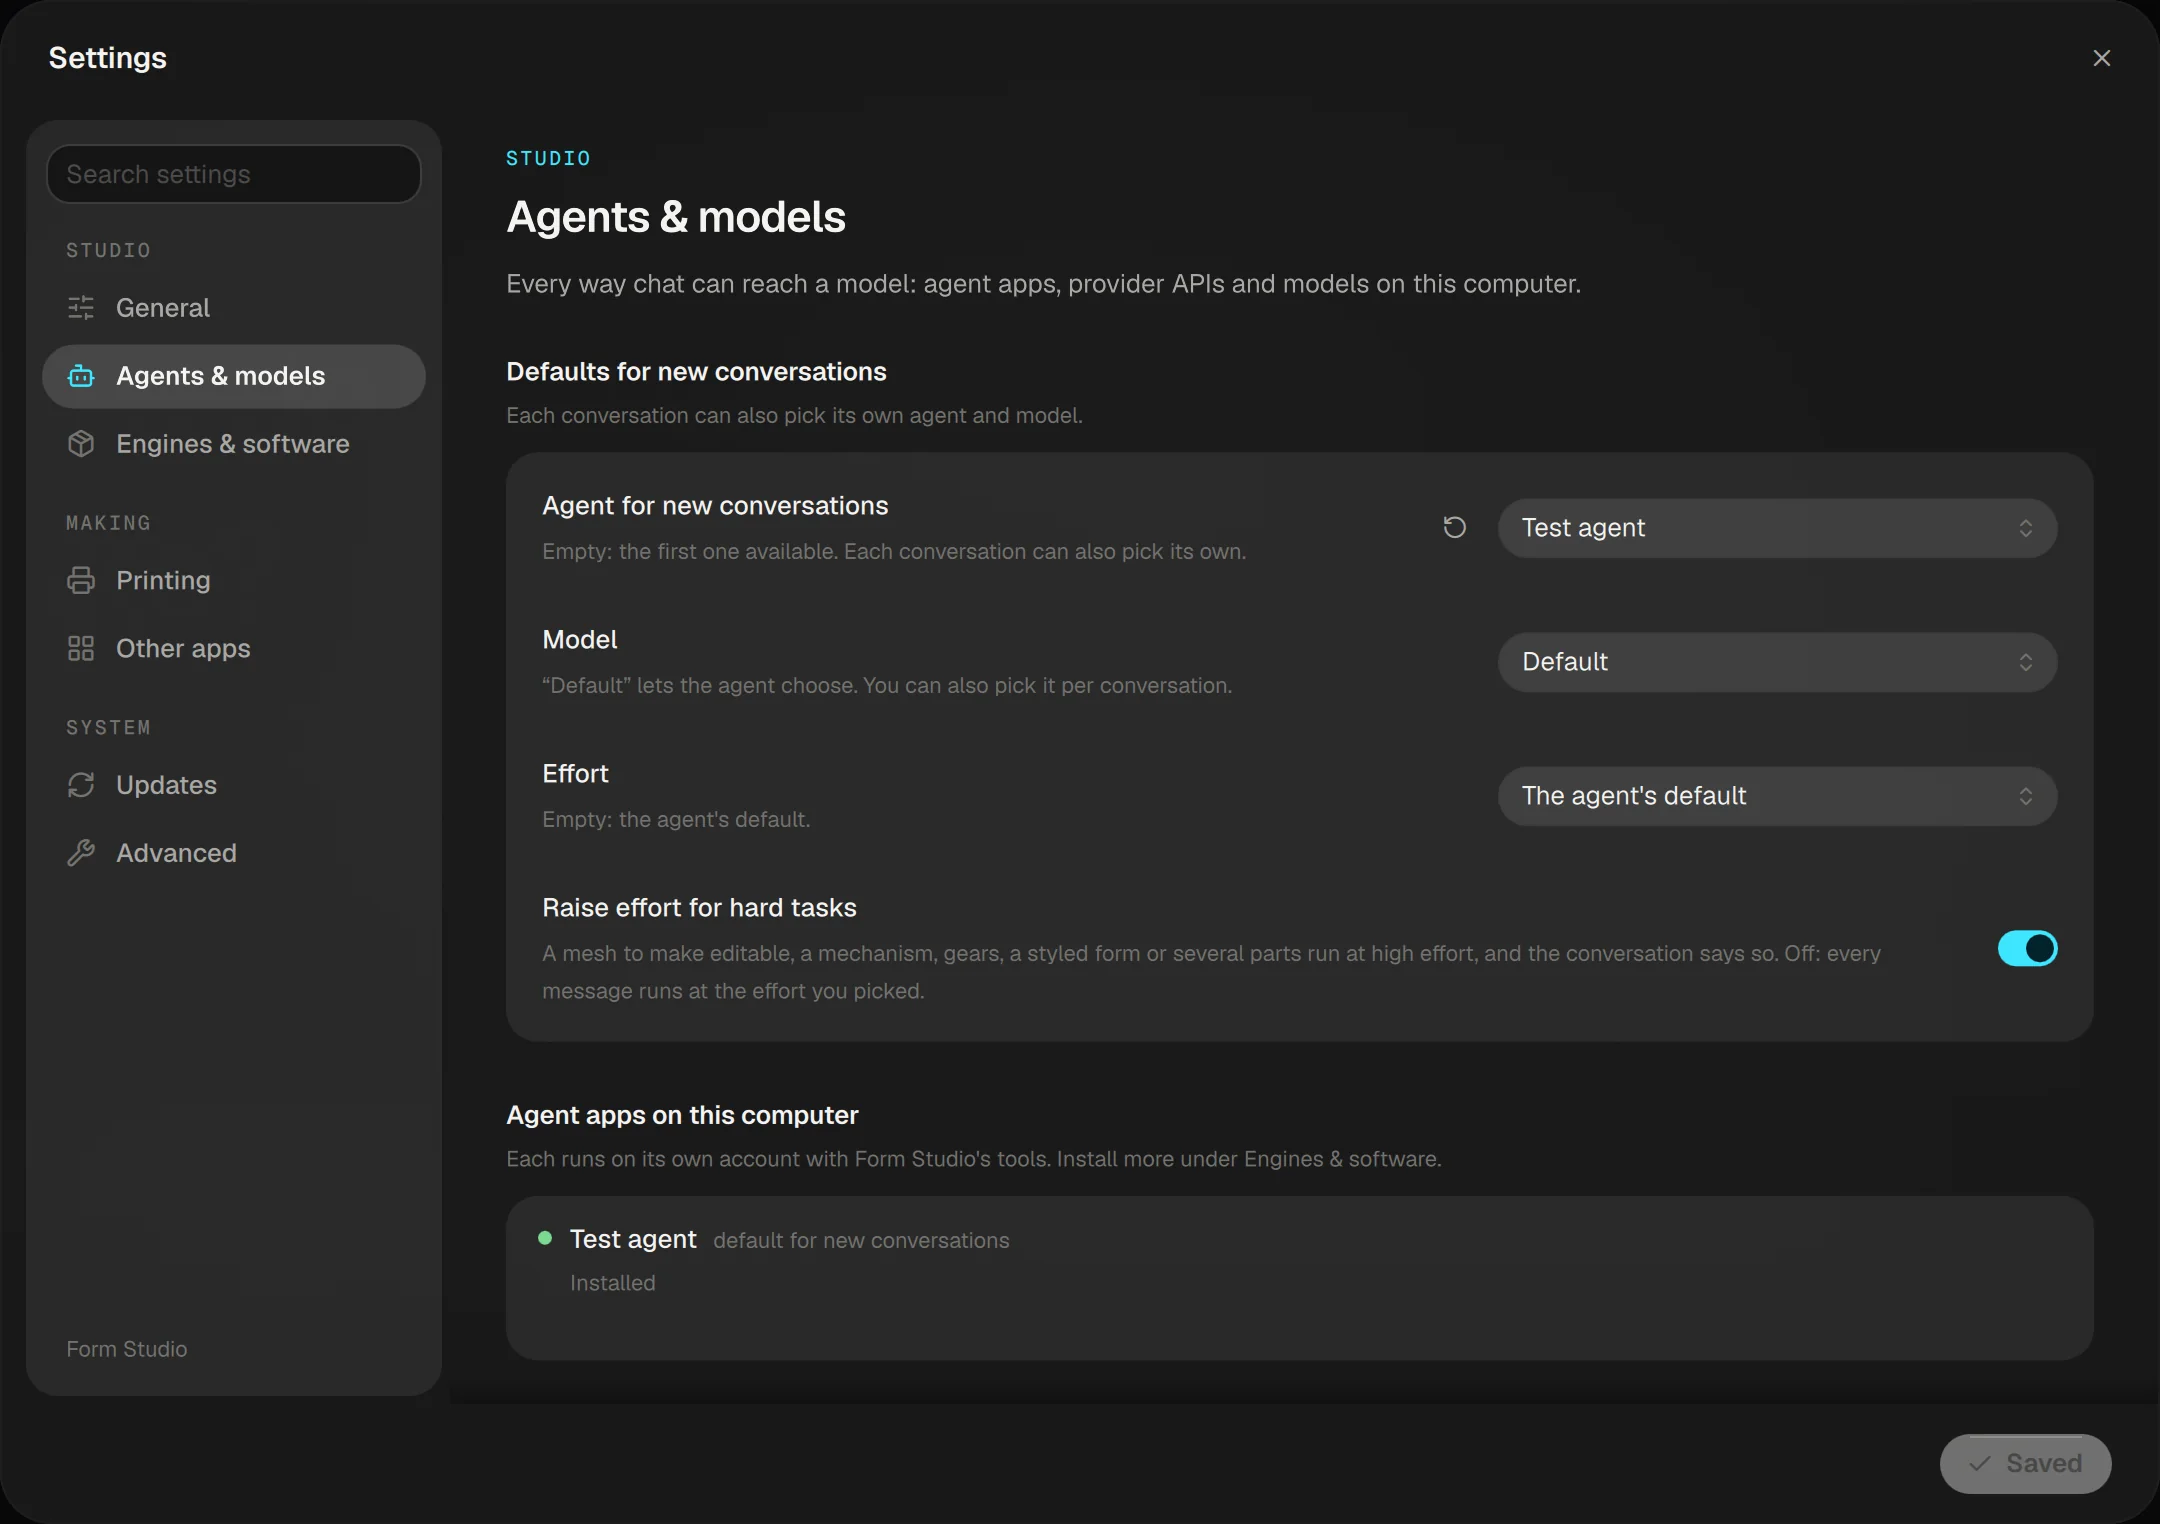 Settings
Search settings
STUDIO
General
Agents & models
Engines & software
MAKING
Printing
Other apps
SYSTEM
Updates
Advanced
Form Studio
STUDIO
Agents & models
Every way chat can reach a model: agent apps, provider APIs and models on this computer.
Defaults for new conversations
Each conversation can also pick its own agent and model.
Agent for new conversations
Empty: the first one available. Each conversation can also pick its own.
Test agent
Model
“Default” lets the agent choose. You can also pick it per conversation.
Default
Effort
Empty: the agent's default.
The agent's default
Raise effort for hard tasks
A mesh to make editable, a mechanism, gears, a styled form or several parts run at high effort, and the conversation says so. Off: every
message runs at the effort you picked.
Agent apps on this computer
Each runs on its own account with Form Studio's tools. Install more under Engines & software.
Test agent default for new conversations
Installed
Saved